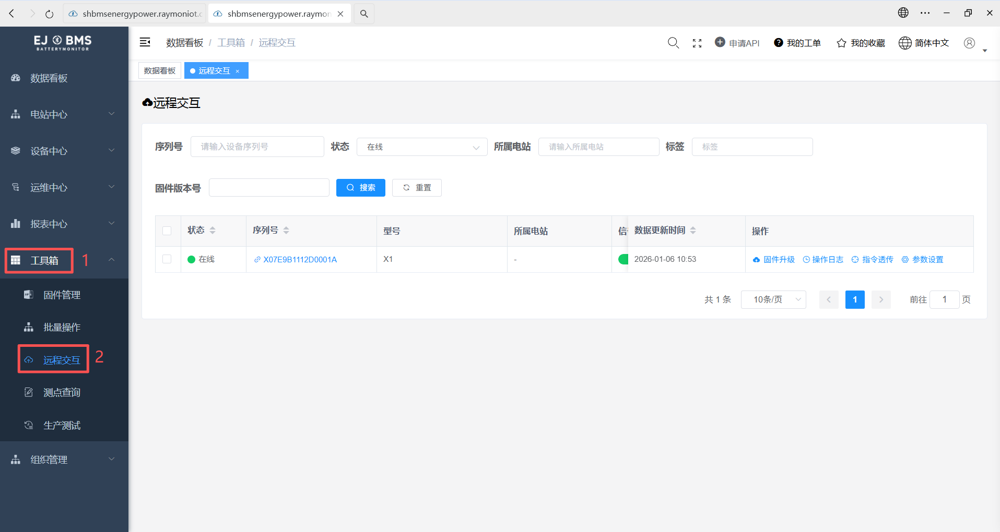 shbmsenergypower.raymoniot.c
shbmsenergypower.raymon
EJ BMS
BATTERYMONITOR
数据看板 / 工具箱 / 远程交互
申请API
我的工单
我的收藏
简体中文
数据看板
远程交互 ×
数据看板
电站中心
设备中心
运维中心
报表中心
工具箱 1
固件管理
批量操作
远程交互 2
测点查询
生产测试
组织管理
远程交互
序列号 请输入设备序列号 状态 在线 所属电站 请输入所属电站 标签 标签
固件版本号 搜索 重置
状态 序列号 型号 所属电站 数据更新时间 操作
在线 X07E9B1112D0001A X1 - 2026-01-06 10:53 固件升级 操作日志 指令透传 参数设置
共 1 条 10条/页 1 前往 1 页